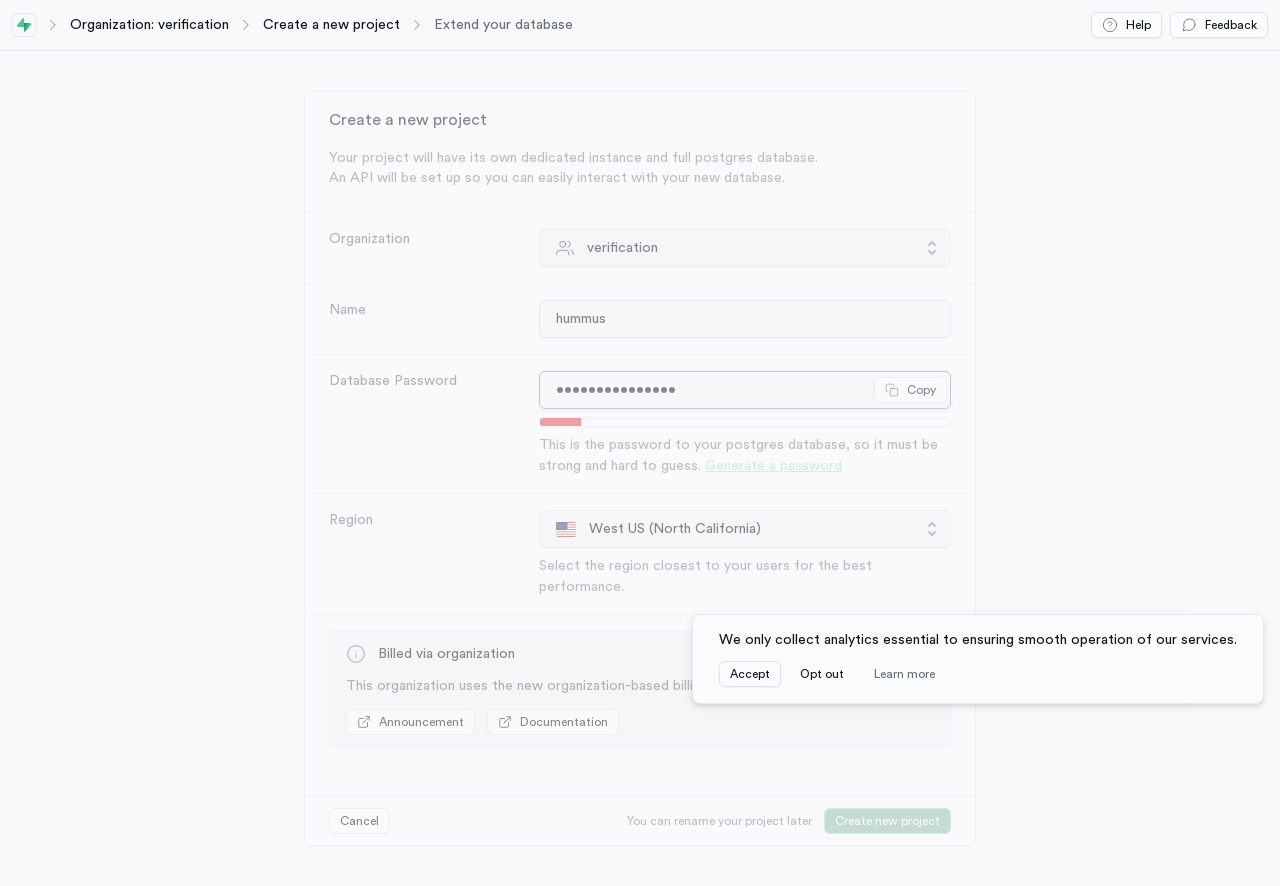 Organization: verification
Create a new project
Extend your database
Help
Feedback
Create a new project
Your project will have its own dedicated instance and full postgres database.
An API will be set up so you can easily interact with your new database.
Organization
verification
Name
hummus
Database Password
•••••••••••••••
Copy
This is the password to your postgres database, so it must be
strong and hard to guess. Generate a password
Region
West US (North California)
Select the region closest to your users for the best
performance.
We only collect analytics essential to ensuring smooth operation of our services.
Accept
Opt out
Learn more
Billed via organization
This organization uses the new organization-based
Announcement
Documentation
Cancel
You can rename your project later
Create new project